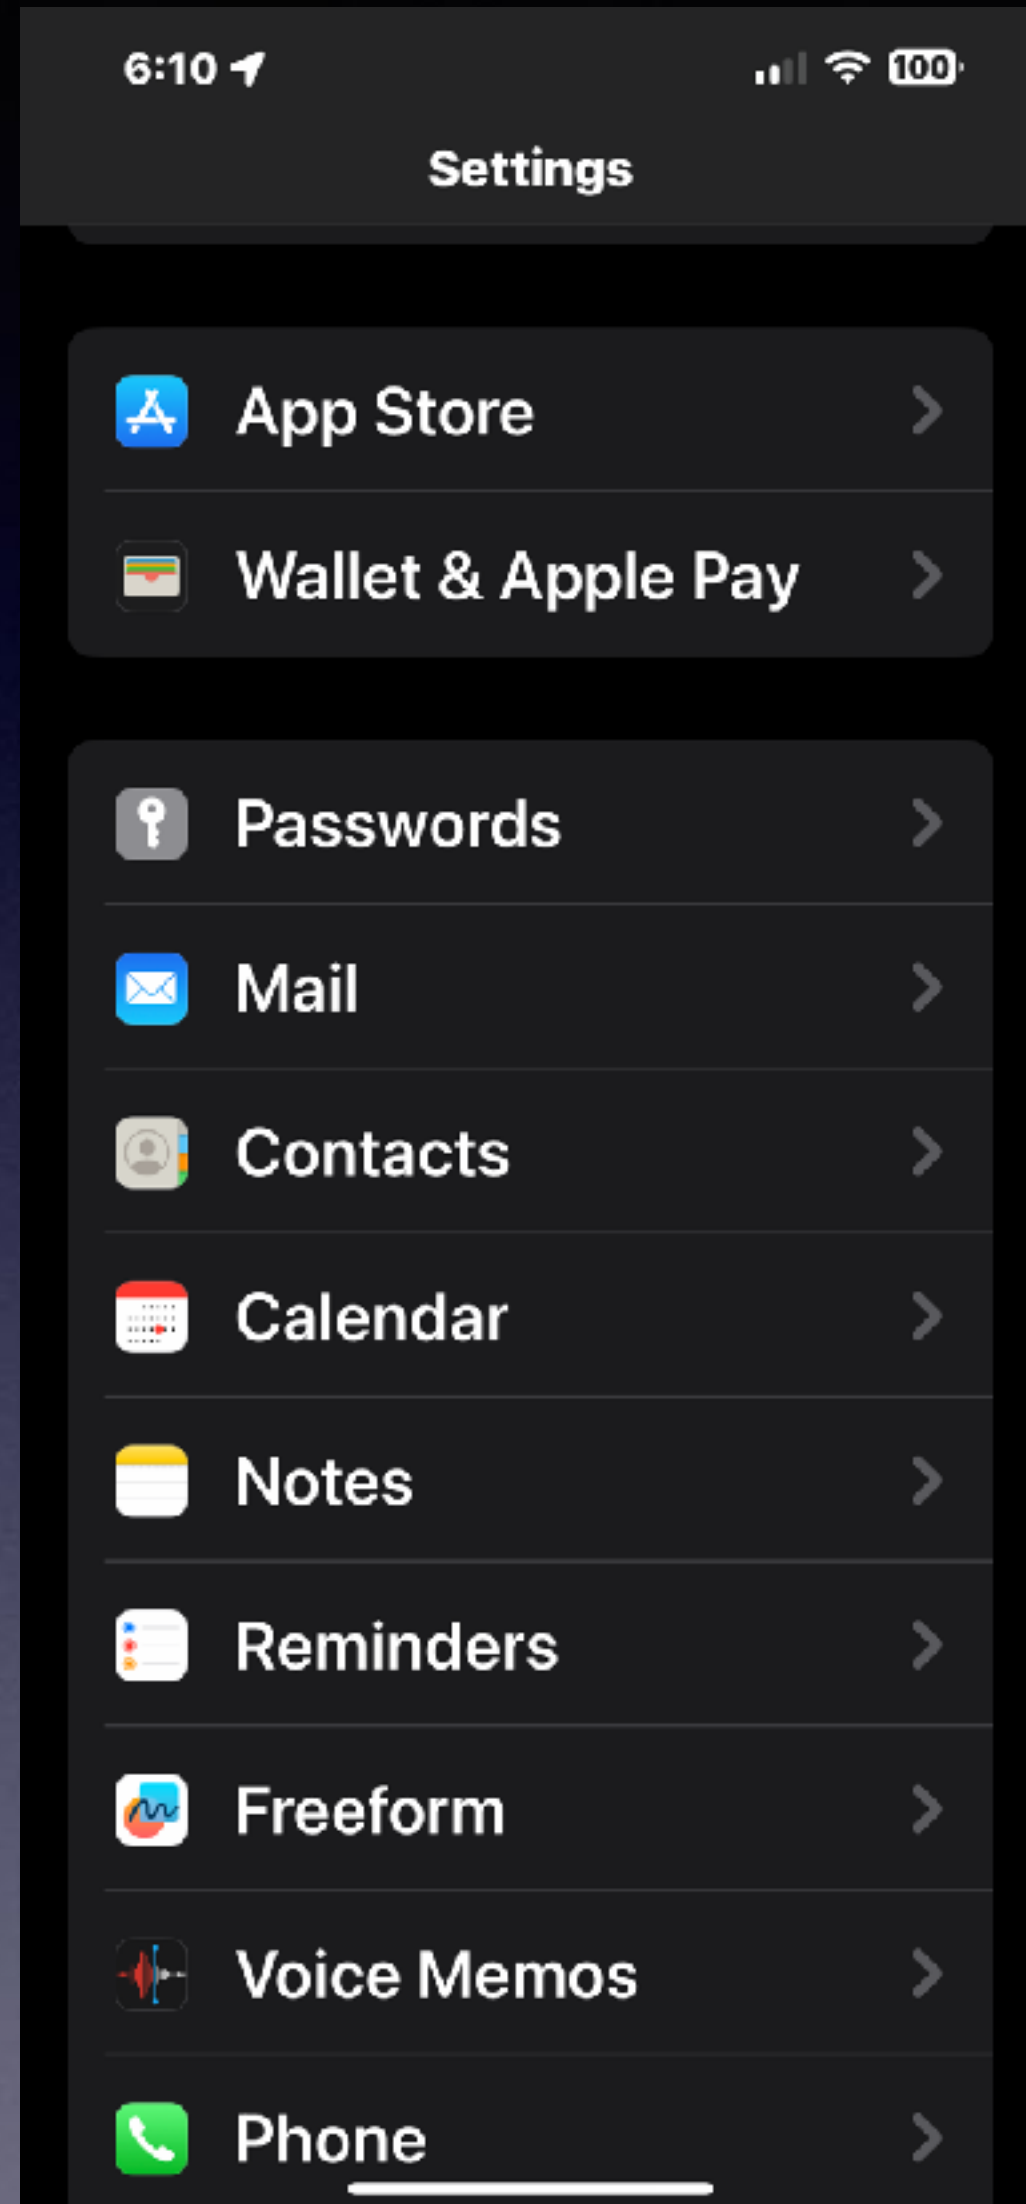 6:10
100
Settings
App Store
Wallet & Apple Pay
Passwords
Mail
Contacts
Calendar
Notes
Reminders
Freeform
Voice Memos
Phone